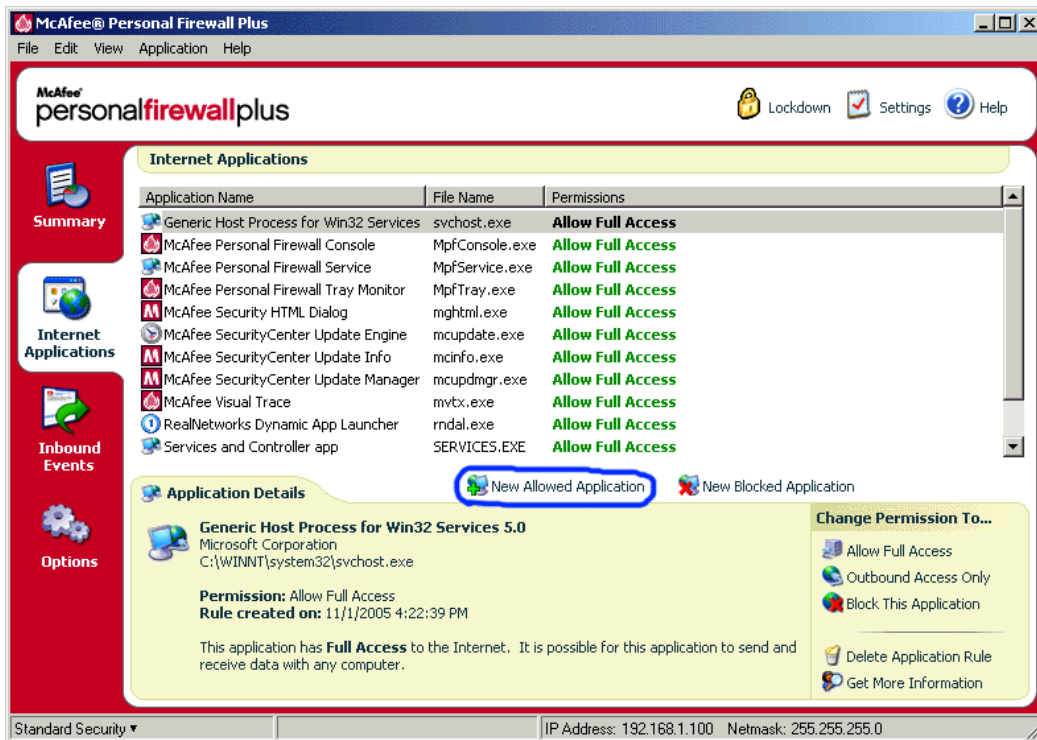 McAfee® Personal Firewall Plus
File Edit View Application Help
McAfee®
personalfirewallplus
Lockdown Settings Help
Internet Applications
Application Name File Name Permissions
Generic Host Process for Win32 Services svchost.exe Allow Full Access
McAfee Personal Firewall Console MpfConsole.exe Allow Full Access
McAfee Personal Firewall Service MpfService.exe Allow Full Access
McAfee Personal Firewall Tray Monitor MpfTray.exe Allow Full Access
McAfee Security HTML Dialog mghtml.exe Allow Full Access
McAfee SecurityCenter Update Engine mcupdate.exe Allow Full Access
McAfee SecurityCenter Update Info mcinfo.exe Allow Full Access
McAfee SecurityCenter Update Manager mcupdmgr.exe Allow Full Access
McAfee Visual Trace mvtx.exe Allow Full Access
RealNetworks Dynamic App Launcher rndal.exe Allow Full Access
Services and Controller app SERVICES.EXE Allow Full Access
Summary
Internet
Applications
Inbound
Events
Options
New Allowed Application New Blocked Application
Application Details
Generic Host Process for Win32 Services 5.0
Microsoft Corporation
C:\WINNT\system32\svchost.exe
Permission: Allow Full Access
Rule created on: 11/1/2005 4:22:39 PM
This application has Full Access to the Internet. It is possible for this application to send and
receive data with any computer.
Change Permission To...
Allow Full Access
Outbound Access Only
Block This Application
Delete Application Rule
Get More Information
Standard Security IP Address: 192.168.1.100 Netmask: 255.255.255.0